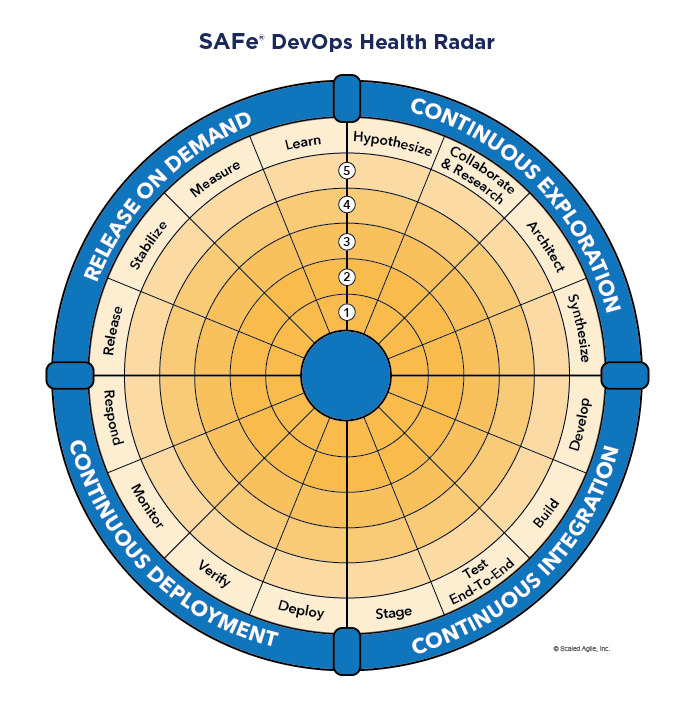 SAFe® DevOps Health Radar
CONTINUOUS EXPLORATION
Hypothesize
Collaborate
& Research
Architect
Synthesize
CONTINUOUS INTEGRATION
Develop
Build
Test
End-To-End
Stage
CONTINUOUS DEPLOYMENT
Deploy
Verify
Monitor
Respond
RELEASE ON DEMAND
Release
Stabilize
Measure
Learn
5
4
3
2
1
© Scaled Agile, Inc.